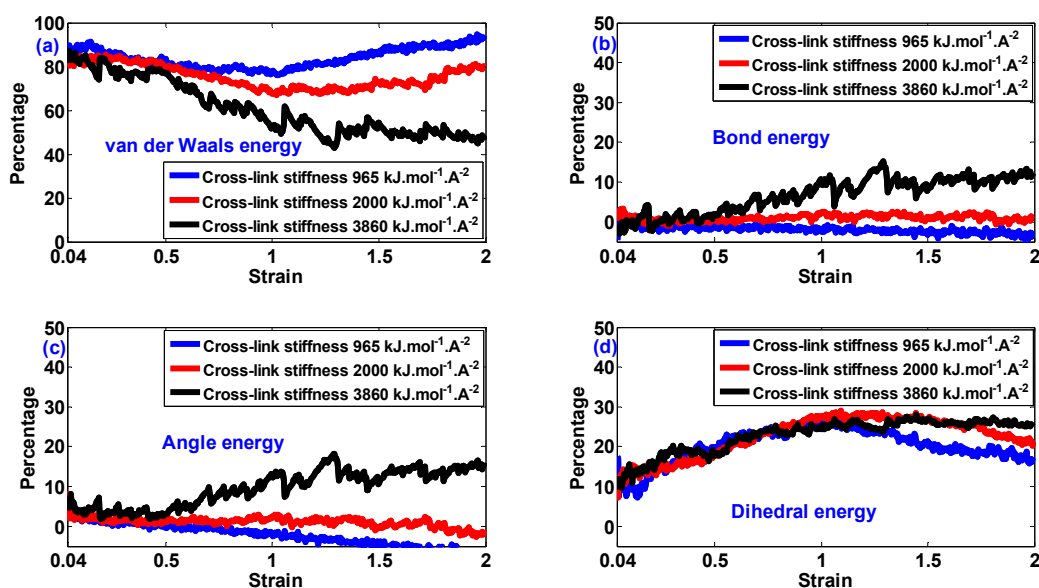 (a)
Percentage
100
80
60
40
20
0
van der Waals energy
Cross-link stiffness 965 kJ.mol⁻¹.A⁻²
Cross-link stiffness 2000 kJ.mol⁻¹.A⁻²
Cross-link stiffness 3860 kJ.mol⁻¹.A⁻²
0.04 0.5 1 1.5 2
Strain
(b)
Percentage
50
40
30
20
10
0
Cross-link stiffness 965 kJ.mol⁻¹.A⁻²
Cross-link stiffness 2000 kJ.mol⁻¹.A⁻²
Cross-link stiffness 3860 kJ.mol⁻¹.A⁻²
Bond energy
0.04 0.5 1 1.5 2
Strain
(c)
Percentage
50
40
30
20
10
0
Cross-link stiffness 965 kJ.mol⁻¹.A⁻²
Cross-link stiffness 2000 kJ.mol⁻¹.A⁻²
Cross-link stiffness 3860 kJ.mol⁻¹.A⁻²
Angle energy
0.04 0.5 1 1.5 2
Strain
(d)
Percentage
50
40
30
20
10
0
Cross-link stiffness 965 kJ.mol⁻¹.A⁻²
Cross-link stiffness 2000 kJ.mol⁻¹.A⁻²
Cross-link stiffness 3860 kJ.mol⁻¹.A⁻²
Dihedral energy
0.04 0.5 1 1.5 2
Strain